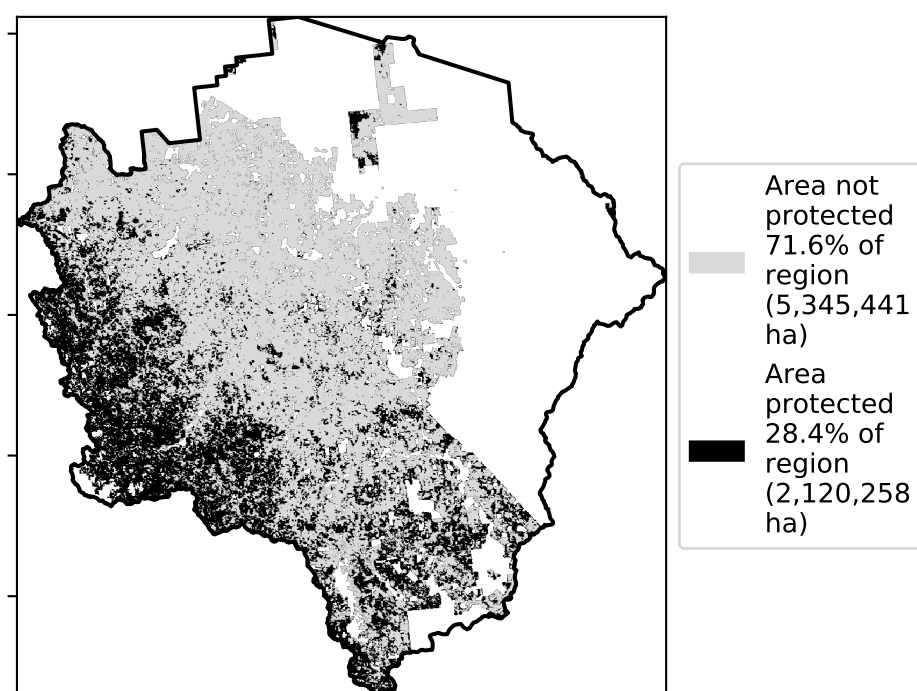 Area not
protected
71.6% of
region
(5,345,441
ha)
Area
protected
28.4% of
region
(2,120,258
ha)